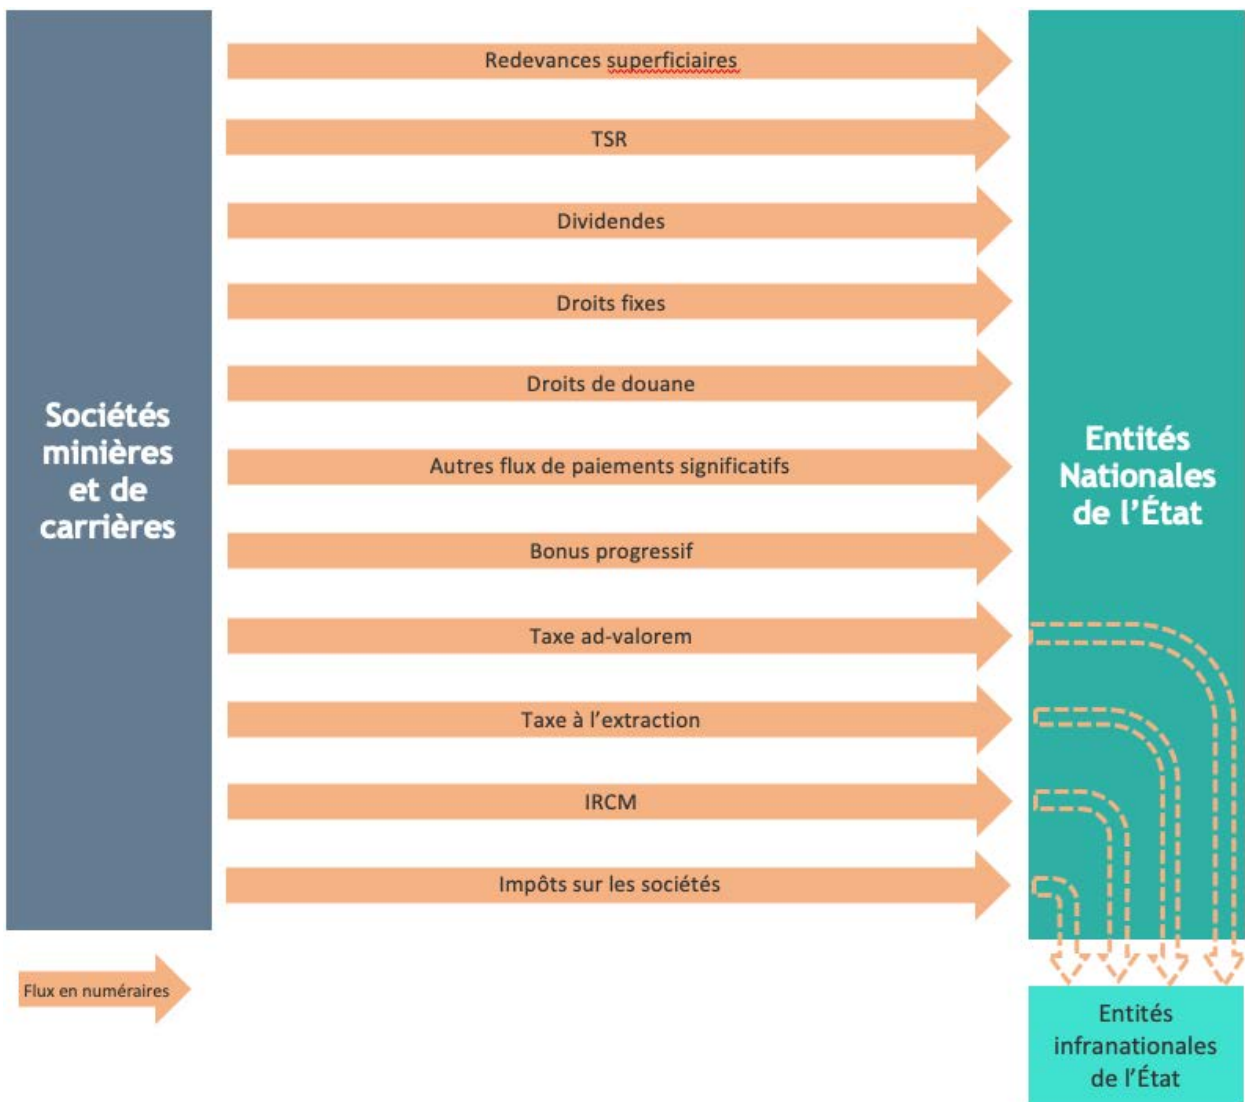 Redevances superficiaires
TSR
Dividendes
Droits fixes
Droits de douane
Sociétés
minières
et de
carrières
Autres flux de paiements significatifs
Entités
Nationales
de l'État
Bonus progressif
Taxe ad-valorem
Taxe à l'extraction
IRCM
Impôts sur les sociétés
Flux en numéraires
Entités
infranationales
de l'État